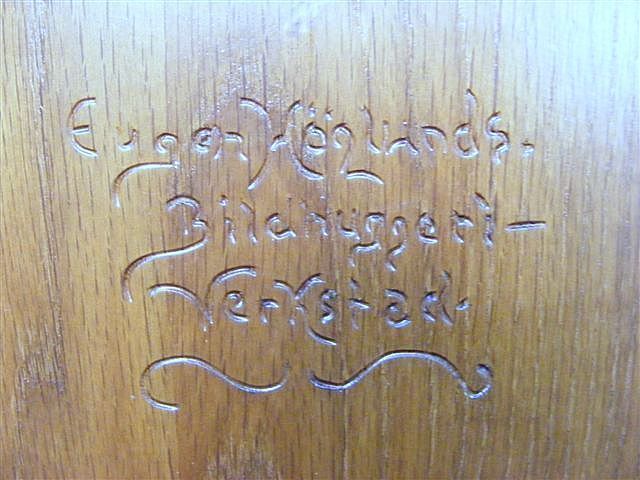 Eugen Höglunds.
Bildhuggeri-
Verkstad.